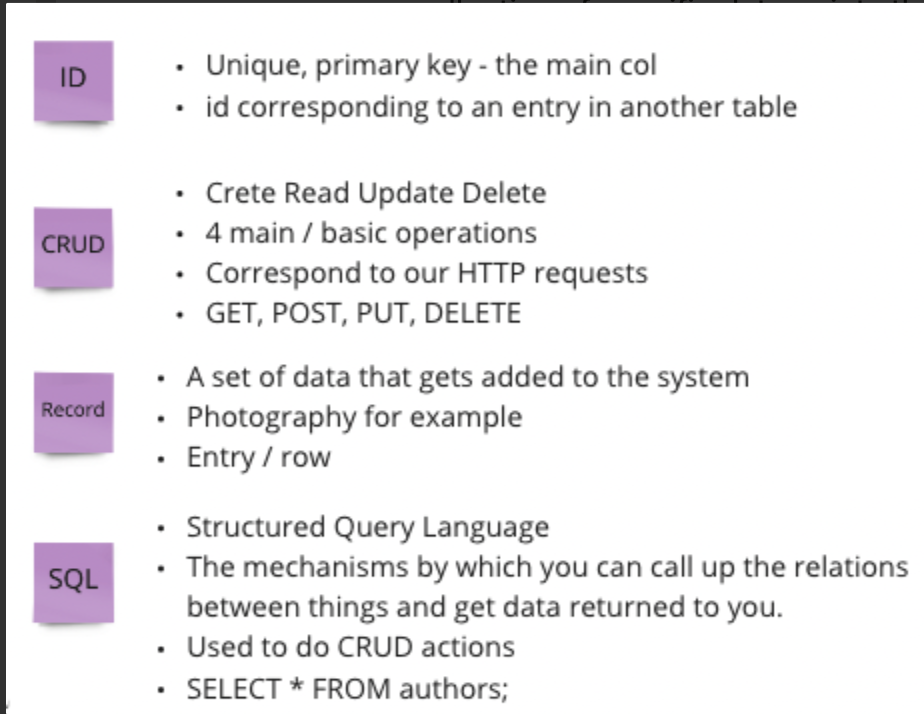 ID
• Unique, primary key - the main col
• id corresponding to an entry in another table
CRUD
• Crete Read Update Delete
• 4 main / basic operations
• Correspond to our HTTP requests
• GET, POST, PUT, DELETE
Record
• A set of data that gets added to the system
• Photography for example
• Entry / row
SQL
• Structured Query Language
• The mechanisms by which you can call up the relations
between things and get data returned to you.
• Used to do CRUD actions
• SELECT * FROM authors;